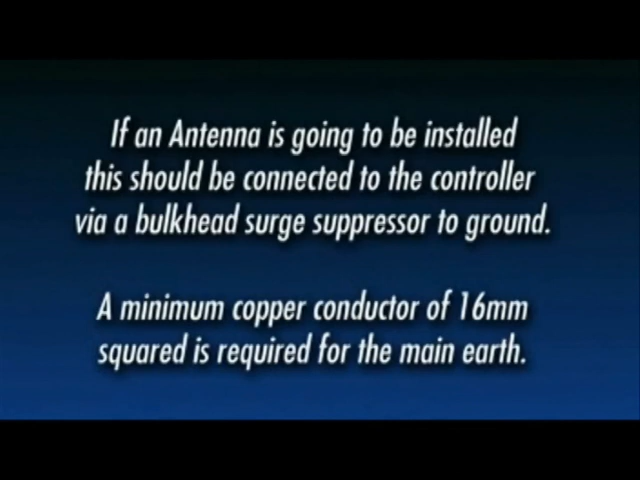 If an Antenna is going to be installed
this should be connected to the controller
via a bulkhead surge suppressor to ground.
A minimum copper conductor of 16mm
squared is required for the main earth.